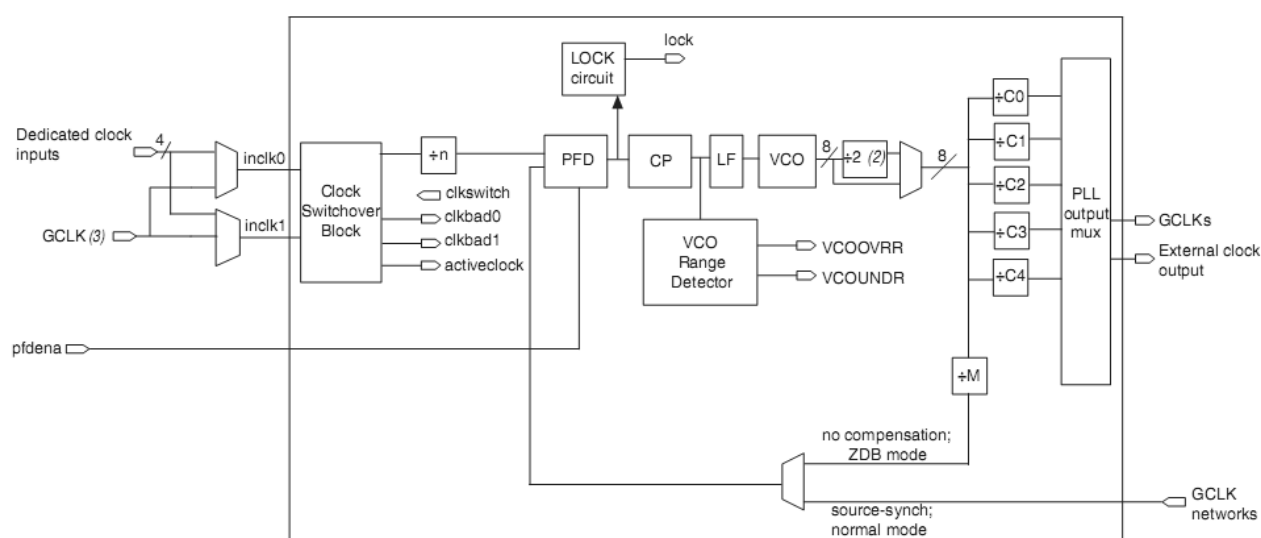 lock
LOCK
circuit
÷C0
Dedicated clock
inputs
4
inclk0
÷n
PFD
CP
LF
VCO
8
÷2 (2)
8
÷C1
Clock
Switchover
Block
clkswitch
clkbad0
clkbad1
activeclock
÷C2
PLL
output
mux
GCLK (3)
inclk1
VCO
Range
Detector
VCOOVRR
VCOUNDR
÷C3
÷C4
GCLKs
External clock
output
pfdena
÷M
no compensation;
ZDB mode
source-synch;
normal mode
GCLK
networks